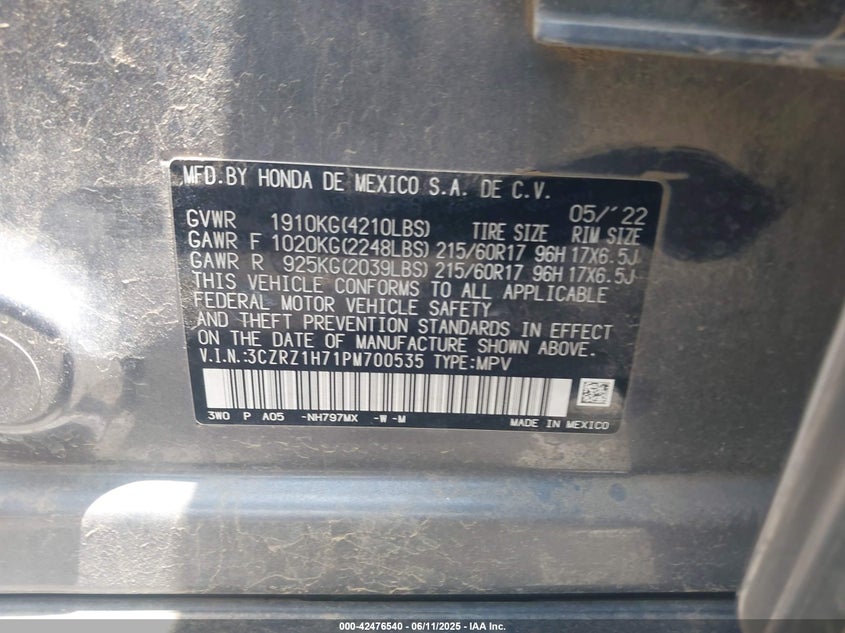 MFD.BY HONDA DE MEXICO S.A. DE C.V.
05/'22
GVWR 1910KG(4210LBS) TIRE SIZE RIM SIZE
GAWR F 1020KG(2248LBS) 215/60R17 96H 17X6.5J
GAWR R 925KG(2039LBS) 215/60R17 96H 17X6.5J
THIS VEHICLE CONFORMS TO ALL APPLICABLE
FEDERAL MOTOR VEHICLE SAFETY
AND THEFT PREVENTION STANDARDS IN EFFECT
ON THE DATE OF MANUFACTURE SHOWN ABOVE.
V.I.N.:3CZRZ1H71PM700535 TYPE:MPV
3W0 P A05 -NH797MX -W -M
MADE IN MEXICO
000-42476540 - 06/11/2025 - IAA Inc.